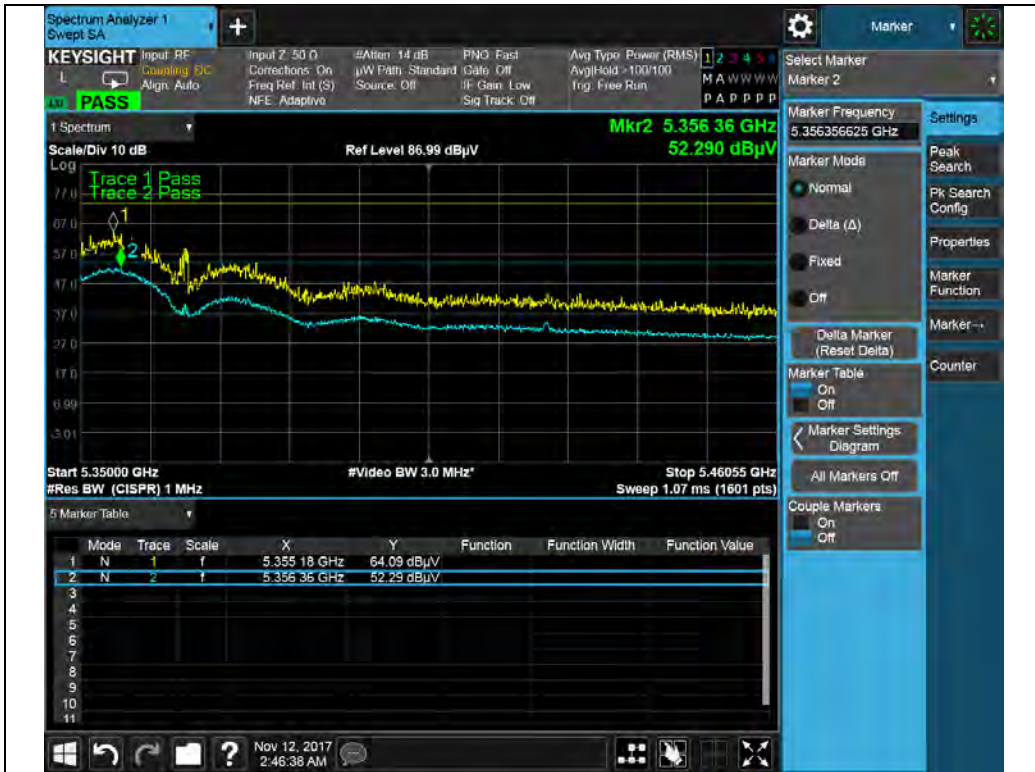 Spectrum Analyzer 1
Swept SA
+
Marker
KEYSIGHT
L
PASS
Input: RF
Coupling: DC
Align: Auto
Input Z: 50 Ω
Corrections: On
Freq Ref: Int (S)
NFE: Adaptive
#Atten: 14 dB
µW Path: Standard
Source: Off
PNO: Fast
Gate: Off
IF Gain: Low
Sig Track: Off
Avg Type: Power (RMS)
Avg|Hold >100/100
Trig: Free Run
1 2 3 4 5 6
M A W W W W
P A P P P P
1 Spectrum
Scale/Div 10 dB
Ref Level 86.99 dBµV
Mkr2 5.356 36 GHz
52.290 dBµV
Log
Trace 1 Pass
Trace 2 Pass
77.0
67.0
57.0
47.0
37.0
27.0
17.0
6.99
-3.01
1
2
Start 5.35000 GHz
#Video BW 3.0 MHz*
Stop 5.46055 GHz
#Res BW (CISPR) 1 MHz
Sweep 1.07 ms (1601 pts)
5 Marker Table
Mode Trace Scale X Y Function Function Width Function Value
1 N 1 f 5.355 18 GHz 64.09 dBµV
2 N 2 f 5.356 36 GHz 52.29 dBµV
3
4
5
6
7
8
9
10
11
Select Marker
Marker 2
Marker Frequency
5.356356625 GHz
Marker Mode
Normal
Delta (Δ)
Fixed
Off
Delta Marker
(Reset Delta)
Marker Table
On
Off
Marker Settings
Diagram
All Markers Off
Couple Markers
On
Off
Settings
Peak
Search
Pk Search
Config
Properties
Marker
Function
Marker→
Counter
?
Nov 12, 2017
2:46:38 AM